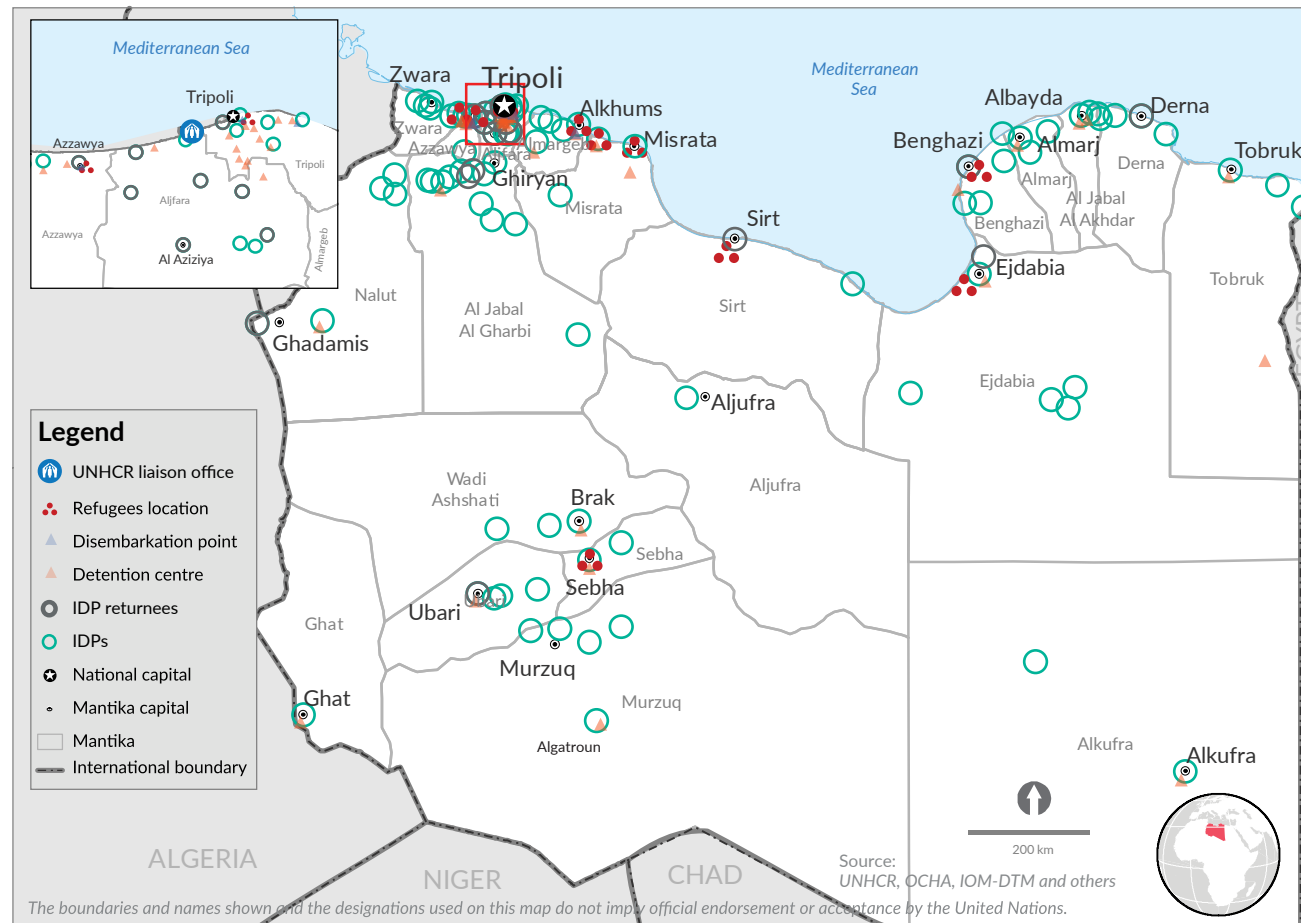 Mediterranean Sea
Tripoli
Azzawya
Tripoli
Aljfara
Azzawya
Al Aziziya
Almargeb
Mediterranean
Sea
Zwara
Tripoli
Alkhums
Misrata
Zwara
Azzawya
Aljfara
Almargeb
Ghiryan
Misrata
Albayda
Derna
Benghazi
Almarj
Tobruk
Almarj
Derna
Al Jabal
Al Akhdar
Benghazi
Sirt
Ejdabia
Tobruk
Nalut
Al Jabal
Al Gharbi
Sirt
Ghadamis
Ejdabia
Aljufra
Wadi
Ashshati
Brak
Aljufra
Sebha
Sebha
Ubari
Ubari
Ghat
Murzuq
Ghat
Murzuq
Algatroun
Alkufra
Alkufra
Legend
UNHCR liaison office
Refugees location
Disembarkation point
Detention centre
IDP returnees
IDPs
National capital
Mantika capital
Mantika
International boundary
200 km
ALGERIA
NIGER
CHAD
Source:
UNHCR, OCHA, IOM-DTM and others
The boundaries and names shown and the designations used on this map do not imply official endorsement or acceptance by the United Nations.